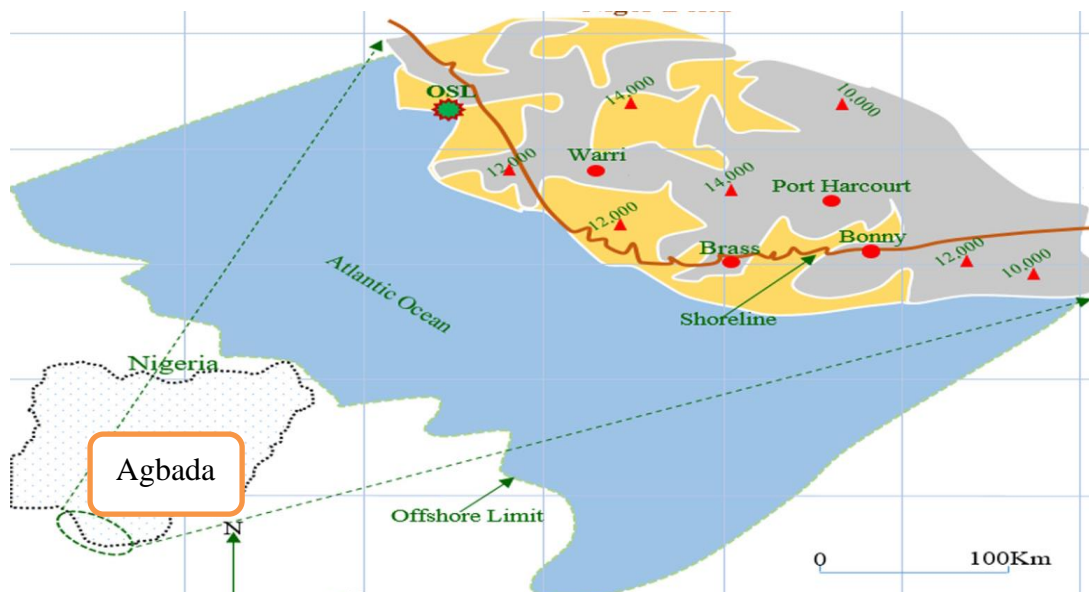 OSL
14,000
10,000
12,000
Warri
14,000
Port Harcourt
12,000
Brass
Bonny
12,000
10,000
Atlantic Ocean
Shoreline
Nigeria
Agbada
Offshore Limit
N
0
100Km